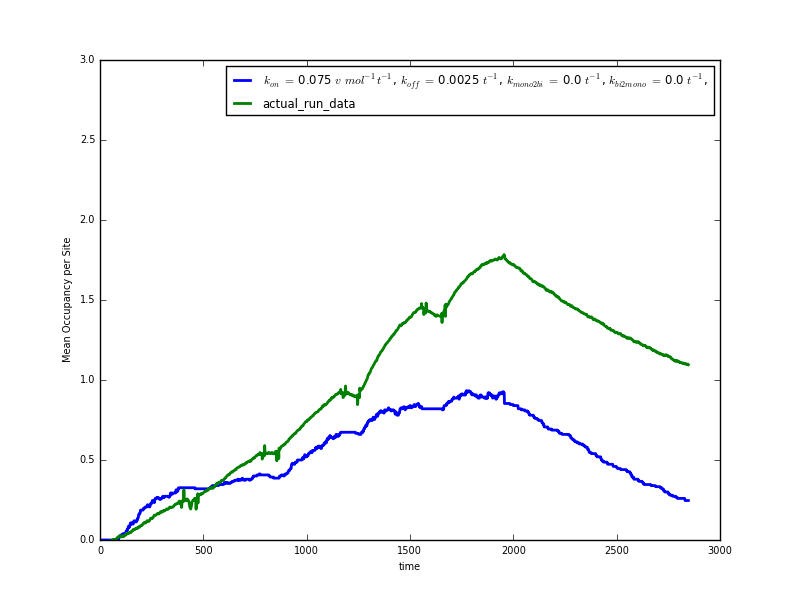 k_on = 0.075 v mol^−1 t^−1, k_off = 0.0025 t^−1, k_mono2bi = 0.0 t^−1, k_bi2mono = 0.0 t^−1,
actual_run_data
3.0
2.5
2.0
1.5
1.0
0.5
0.0
Mean Occupancy per Site
0 500 1000 1500 2000 2500 3000
time